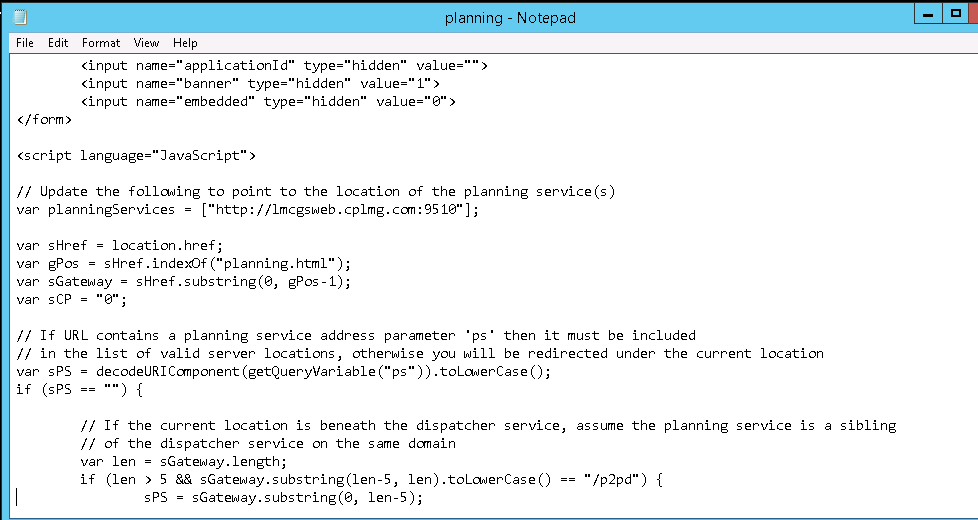 planning - Notepad
File Edit Format View Help
<input name="applicationId" type="hidden" value="">
<input name="banner" type="hidden" value="1">
<input name="embedded" type="hidden" value="0">
</form>
<script language="JavaScript">
// Update the following to point to the location of the planning service(s)
var planningServices = ["http://lmcgsweb.cplmg.com:9510"];
var sHref = location.href;
var gPos = sHref.indexOf("planning.html");
var sGateway = sHref.substring(0, gPos-1);
var sCP = "0";
// If URL contains a planning service address parameter 'ps' then it must be included
// in the list of valid server locations, otherwise you will be redirected under the current location
var sPS = decodeURIComponent(getQueryVariable("ps")).toLowerCase();
if (sPS == "") {
// If the current location is beneath the dispatcher service, assume the planning service is a sibling
// of the dispatcher service on the same domain
var len = sGateway.length;
if (len > 5 && sGateway.substring(len-5, len).toLowerCase() == "/p2pd") {
sPS = sGateway.substring(0, len-5);